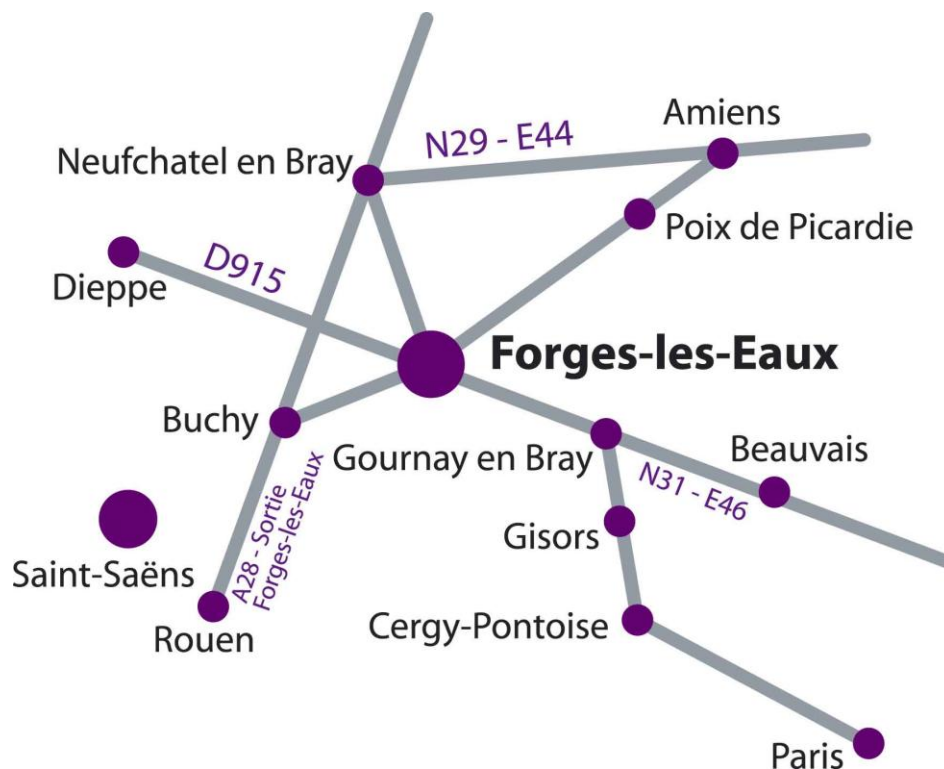 Amiens
N29 - E44
Neufchatel en Bray
Poix de Picardie
D915
Dieppe
Forges-les-Eaux
Buchy
Gournay en Bray
Beauvais
N31 - E46
A28 - Sortie
Forges-les-Eaux
Gisors
Saint-Saëns
Rouen
Cergy-Pontoise
Paris